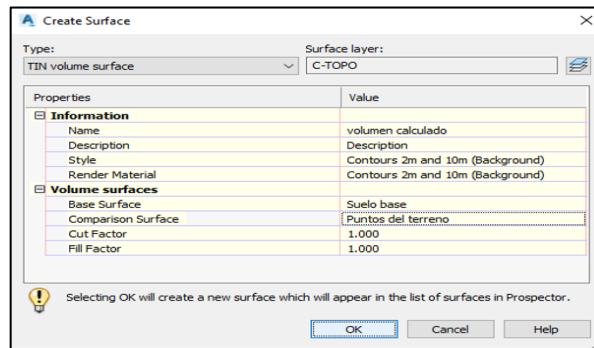 Create Surface
Type:
Surface layer:
TIN volume surface
C-TOPO
Properties Value
Information
Name volumen calculado
Description Description
Style Contours 2m and 10m (Background)
Render Material Contours 2m and 10m (Background)
Volume surfaces
Base Surface Suelo base
Comparison Surface Puntos del terreno
Cut Factor 1.000
Fill Factor 1.000
Selecting OK will create a new surface which will appear in the list of surfaces in Prospector.
OK Cancel Help